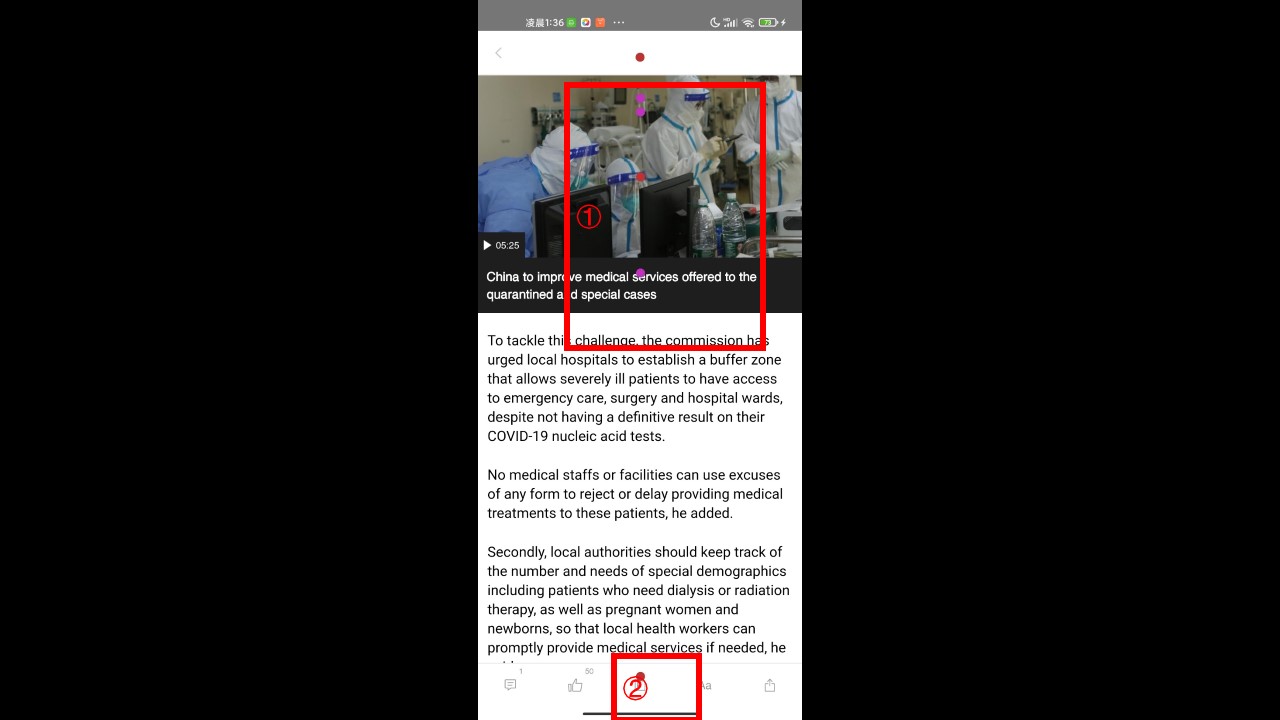 凌晨1:36
HD
73
①
05:25
China to improve medical services offered to the
quarantined and special cases
To tackle this challenge, the commission has
urged local hospitals to establish a buffer zone
that allows severely ill patients to have access
to emergency care, surgery and hospital wards,
despite not having a definitive result on their
COVID-19 nucleic acid tests.
No medical staffs or facilities can use excuses
of any form to reject or delay providing medical
treatments to these patients, he added.
Secondly, local authorities should keep track of
the number and needs of special demographics
including patients who need dialysis or radiation
therapy, as well as pregnant women and
newborns, so that local health workers can
promptly provide medical services if needed, he
1
50
②
Aa